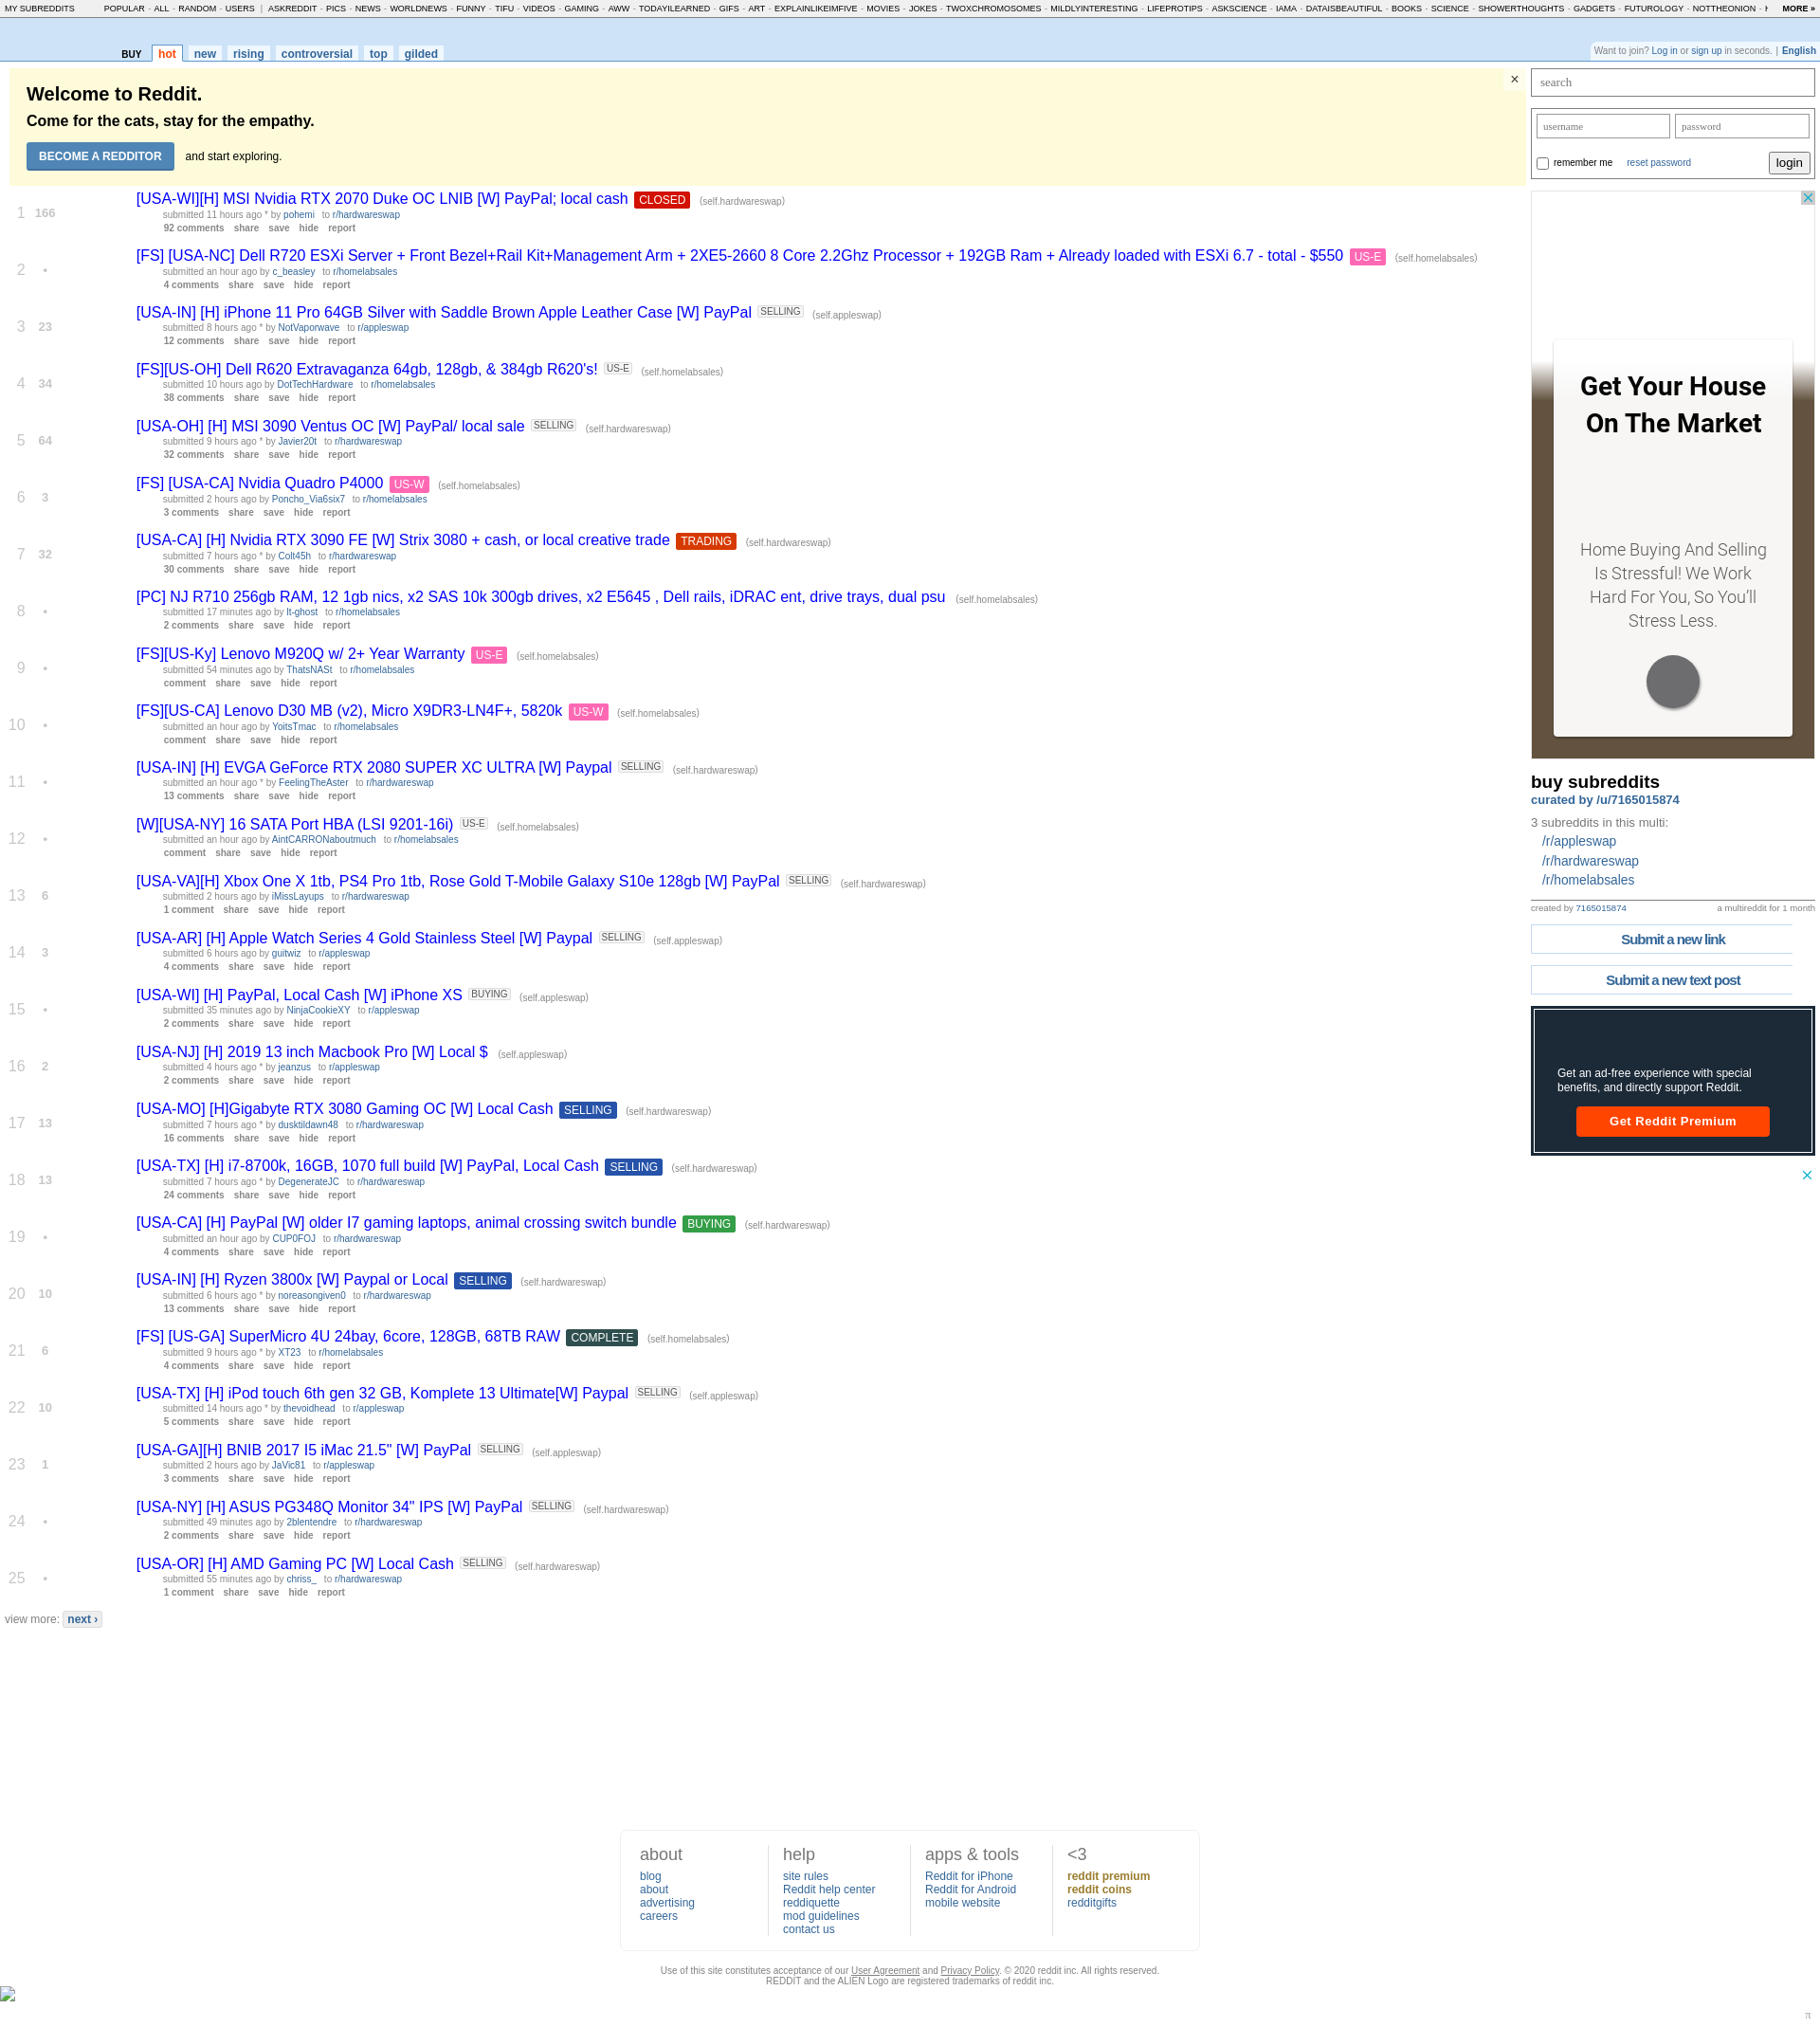 MY SUBREDDITS POPULAR - ALL - RANDOM - USERS | ASKREDDIT - PICS - NEWS - WORLDNEWS - FUNNY - TIFU - VIDEOS - GAMING - AWW - TODAYILEARNED - GIFS - ART - EXPLAINLIKEIMFIVE - MOVIES - JOKES - TWOXCHROMOSOMES - MILDLYINTERESTING - LIFEPROTIPS - ASKSCIENCE - IAMA - DATAISBEAUTIFUL - BOOKS - SCIENCE - SHOWERTHOUGHTS - GADGETS - FUTUROLOGY - NOTTHEONION - MORE »
BUY hot new rising controversial top gilded
Want to join? Log in or sign up in seconds. | English
Welcome to Reddit.
Come for the cats, stay for the empathy.
BECOME A REDDITOR and start exploring.
×
1 166 [USA-WI][H] MSI Nvidia RTX 2070 Duke OC LNIB [W] PayPal; local cash CLOSED (self.hardwareswap)
submitted 11 hours ago * by pohemi to r/hardwareswap
92 comments share save hide report
2 • [FS] [USA-NC] Dell R720 ESXi Server + Front Bezel+Rail Kit+Management Arm + 2XE5-2660 8 Core 2.2Ghz Processor + 192GB Ram + Already loaded with ESXi 6.7 - total - $550 US-E (self.homelabsales)
submitted an hour ago by c_beasley to r/homelabsales
4 comments share save hide report
3 23 [USA-IN] [H] iPhone 11 Pro 64GB Silver with Saddle Brown Apple Leather Case [W] PayPal SELLING (self.appleswap)
submitted 8 hours ago * by NotVaporwave to r/appleswap
12 comments share save hide report
4 34 [FS][US-OH] Dell R620 Extravaganza 64gb, 128gb, & 384gb R620's! US-E (self.homelabsales)
submitted 10 hours ago by DotTechHardware to r/homelabsales
38 comments share save hide report
5 64 [USA-OH] [H] MSI 3090 Ventus OC [W] PayPal/ local sale SELLING (self.hardwareswap)
submitted 9 hours ago * by Javier20t to r/hardwareswap
32 comments share save hide report
6 3 [FS] [USA-CA] Nvidia Quadro P4000 US-W (self.homelabsales)
submitted 2 hours ago by Poncho_Via6six7 to r/homelabsales
3 comments share save hide report
7 32 [USA-CA] [H] Nvidia RTX 3090 FE [W] Strix 3080 + cash, or local creative trade TRADING (self.hardwareswap)
submitted 7 hours ago * by Colt45h to r/hardwareswap
30 comments share save hide report
8 • [PC] NJ R710 256gb RAM, 12 1gb nics, x2 SAS 10k 300gb drives, x2 E5645 , Dell rails, iDRAC ent, drive trays, dual psu (self.homelabsales)
submitted 17 minutes ago by It-ghost to r/homelabsales
2 comments share save hide report
9 • [FS][US-Ky] Lenovo M920Q w/ 2+ Year Warranty US-E (self.homelabsales)
submitted 54 minutes ago by ThatsNASt to r/homelabsales
comment share save hide report
10 • [FS][US-CA] Lenovo D30 MB (v2), Micro X9DR3-LN4F+, 5820k US-W (self.homelabsales)
submitted an hour ago by YoitsTmac to r/homelabsales
comment share save hide report
11 • [USA-IN] [H] EVGA GeForce RTX 2080 SUPER XC ULTRA [W] Paypal SELLING (self.hardwareswap)
submitted an hour ago * by FeelingTheAster to r/hardwareswap
13 comments share save hide report
12 • [W][USA-NY] 16 SATA Port HBA (LSI 9201-16i) US-E (self.homelabsales)
submitted an hour ago by AintCARRONaboutmuch to r/homelabsales
comment share save hide report
13 6 [USA-VA][H] Xbox One X 1tb, PS4 Pro 1tb, Rose Gold T-Mobile Galaxy S10e 128gb [W] PayPal SELLING (self.hardwareswap)
submitted 2 hours ago by iMissLayups to r/hardwareswap
1 comment share save hide report
14 3 [USA-AR] [H] Apple Watch Series 4 Gold Stainless Steel [W] Paypal SELLING (self.appleswap)
submitted 6 hours ago by guitwiz to r/appleswap
4 comments share save hide report
15 • [USA-WI] [H] PayPal, Local Cash [W] iPhone XS BUYING (self.appleswap)
submitted 35 minutes ago by NinjaCookieXY to r/appleswap
2 comments share save hide report
16 2 [USA-NJ] [H] 2019 13 inch Macbook Pro [W] Local $ (self.appleswap)
submitted 4 hours ago * by jeanzus to r/appleswap
2 comments share save hide report
17 13 [USA-MO] [H]Gigabyte RTX 3080 Gaming OC [W] Local Cash SELLING (self.hardwareswap)
submitted 7 hours ago * by dusktildawn48 to r/hardwareswap
16 comments share save hide report
18 13 [USA-TX] [H] i7-8700k, 16GB, 1070 full build [W] PayPal, Local Cash SELLING (self.hardwareswap)
submitted 7 hours ago * by DegenerateJC to r/hardwareswap
24 comments share save hide report
19 • [USA-CA] [H] PayPal [W] older I7 gaming laptops, animal crossing switch bundle BUYING (self.hardwareswap)
submitted an hour ago by CUP0FOJ to r/hardwareswap
4 comments share save hide report
20 10 [USA-IN] [H] Ryzen 3800x [W] Paypal or Local SELLING (self.hardwareswap)
submitted 6 hours ago * by noreasongiven0 to r/hardwareswap
13 comments share save hide report
21 6 [FS] [US-GA] SuperMicro 4U 24bay, 6core, 128GB, 68TB RAW COMPLETE (self.homelabsales)
submitted 9 hours ago * by XT23 to r/homelabsales
4 comments share save hide report
22 10 [USA-TX] [H] iPod touch 6th gen 32 GB, Komplete 13 Ultimate[W] Paypal SELLING (self.appleswap)
submitted 14 hours ago * by thevoidhead to r/appleswap
5 comments share save hide report
23 1 [USA-GA][H] BNIB 2017 I5 iMac 21.5" [W] PayPal SELLING (self.appleswap)
submitted 2 hours ago by JaVic81 to r/appleswap
3 comments share save hide report
24 • [USA-NY] [H] ASUS PG348Q Monitor 34" IPS [W] PayPal SELLING (self.hardwareswap)
submitted 49 minutes ago by 2blentendre to r/hardwareswap
2 comments share save hide report
25 • [USA-OR] [H] AMD Gaming PC [W] Local Cash SELLING (self.hardwareswap)
submitted 55 minutes ago by chriss_ to r/hardwareswap
1 comment share save hide report
view more: next ›
search
username password
remember me reset password login
Get Your House
On The Market
Home Buying And Selling
Is Stressful! We Work
Hard For You, So You'll
Stress Less.
buy subreddits
curated by /u/7165015874
3 subreddits in this multi:
/r/appleswap
/r/hardwareswap
/r/homelabsales
created by 7165015874 a multireddit for 1 month
Submit a new link
Submit a new text post
Get an ad-free experience with special
benefits, and directly support Reddit.
Get Reddit Premium
about
blog
about
advertising
careers
help
site rules
Reddit help center
reddiquette
mod guidelines
contact us
apps & tools
Reddit for iPhone
Reddit for Android
mobile website
<3
reddit premium
reddit coins
redditgifts
Use of this site constitutes acceptance of our User Agreement and Privacy Policy. © 2020 reddit inc. All rights reserved.
REDDIT and the ALIEN Logo are registered trademarks of reddit inc.
π